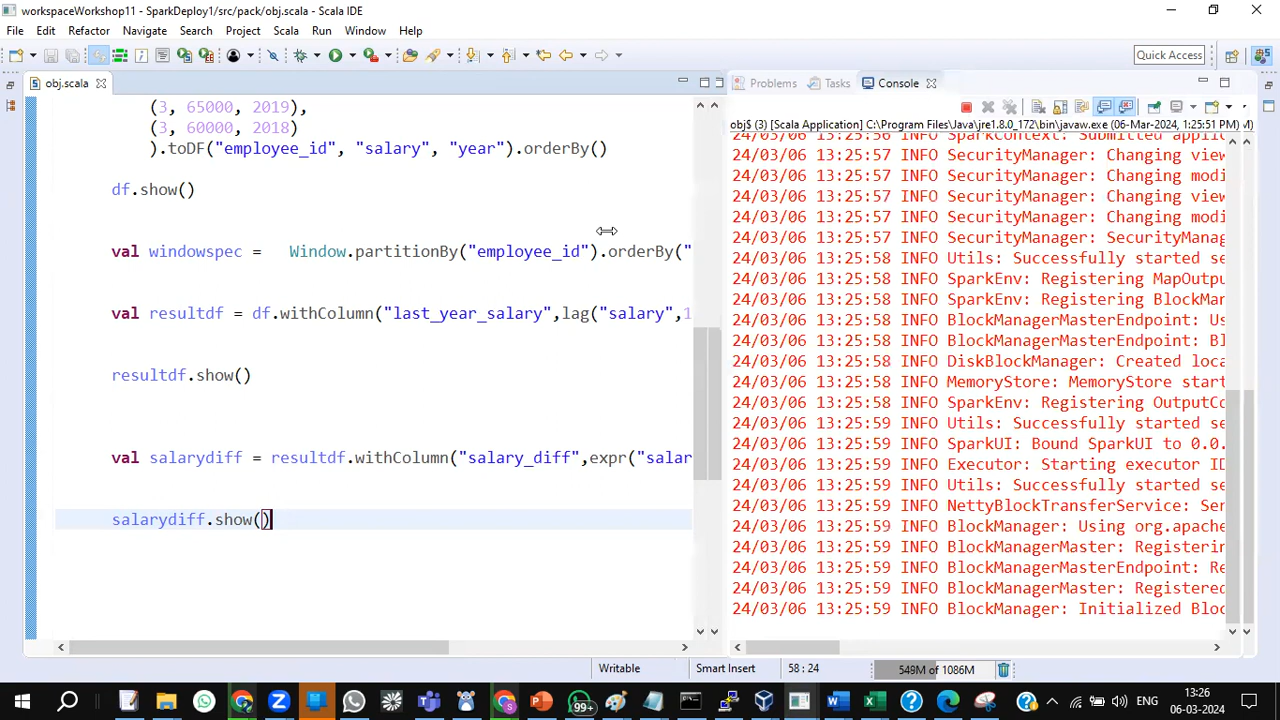 workspaceWorkshop11 - SparkDeploy1/src/pack/obj.scala - Scala IDE
File Edit Refactor Navigate Search Project Scala Run Window Help
Quick Access
obj.scala
(3, 65000, 2019),
(3, 60000, 2018)
).toDF("employee_id", "salary", "year").orderBy()
df.show()
val windowspec = Window.partitionBy("employee_id").orderBy("
val resultdf = df.withColumn("last_year_salary",lag("salary",1
resultdf.show()
val salarydiff = resultdf.withColumn("salary_diff",expr("salar
salarydiff.show()
Problems Tasks Console
obj$ (3) [Scala Application] C:\Program Files\Java\jre1.8.0_172\bin\javaw.exe (06-Mar-2024, 1:25:51 PM)
24/03/06 13:25:56 INFO SparkContext: Submitted applic
24/03/06 13:25:57 INFO SecurityManager: Changing view
24/03/06 13:25:57 INFO SecurityManager: Changing modi
24/03/06 13:25:57 INFO SecurityManager: Changing view
24/03/06 13:25:57 INFO SecurityManager: Changing modi
24/03/06 13:25:57 INFO SecurityManager: SecurityManag
24/03/06 13:25:58 INFO Utils: Successfully started se
24/03/06 13:25:58 INFO SparkEnv: Registering MapOutpu
24/03/06 13:25:58 INFO SparkEnv: Registering BlockMan
24/03/06 13:25:58 INFO BlockManagerMasterEndpoint: Us
24/03/06 13:25:58 INFO BlockManagerMasterEndpoint: Bl
24/03/06 13:25:58 INFO DiskBlockManager: Created loca
24/03/06 13:25:58 INFO MemoryStore: MemoryStore start
24/03/06 13:25:58 INFO SparkEnv: Registering OutputCo
24/03/06 13:25:59 INFO Utils: Successfully started se
24/03/06 13:25:59 INFO SparkUI: Bound SparkUI to 0.0.
24/03/06 13:25:59 INFO Executor: Starting executor ID
24/03/06 13:25:59 INFO Utils: Successfully started se
24/03/06 13:25:59 INFO NettyBlockTransferService: Ser
24/03/06 13:25:59 INFO BlockManager: Using org.apache
24/03/06 13:25:59 INFO BlockManagerMaster: Registerin
24/03/06 13:25:59 INFO BlockManagerMasterEndpoint: Re
24/03/06 13:25:59 INFO BlockManagerMaster: Registered
24/03/06 13:25:59 INFO BlockManager: Initialized Bloc
Writable Smart Insert 58 : 24 549M of 1086M
99+
ENG
13:26
06-03-2024